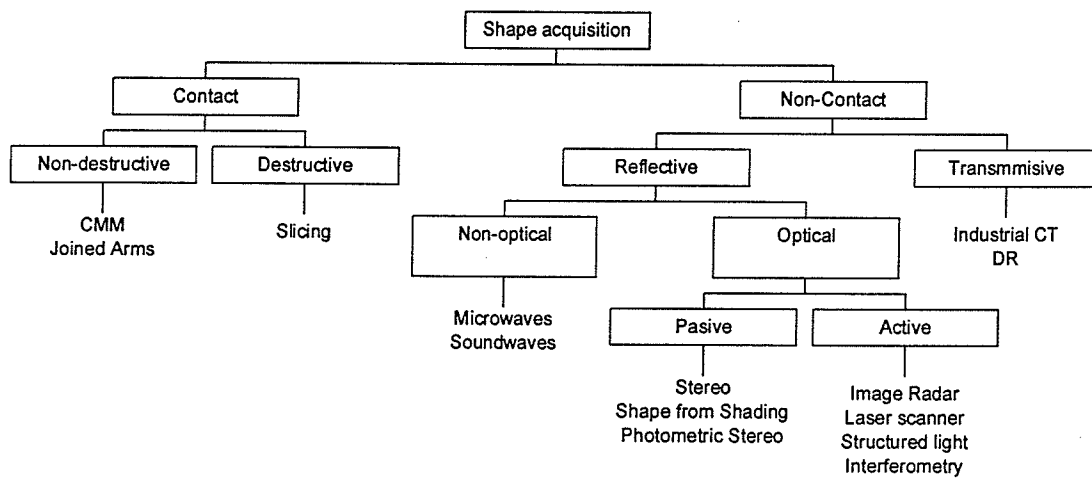 Shape acquisition
Contact
Non-Contact
Non-destructive
Destructive
Reflective
Transmmisive
CMM
Joined Arms
Slicing
Non-optical
Optical
Industrial CT
DR
Microwaves
Soundwaves
Pasive
Active
Stereo
Shape from Shading
Photometric Stereo
Image Radar
Laser scanner
Structured light
Interferometry